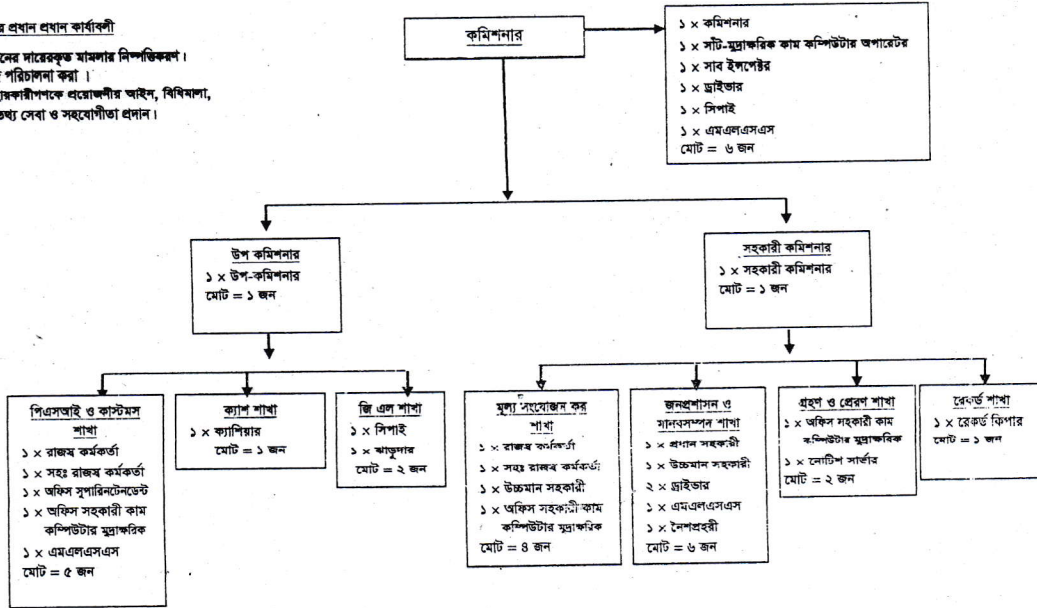 র প্রধান প্রধান কার্যাবলী
নের দায়েরকৃত মামলার নিষ্পত্তিকরণ।
পরিচালনা করা ।
প্রয়োজনীয় আইন, বিধিমালা,
তথ্য সেবা ও সহযোগীতা প্রদান।
কমিশনার
১ × কমিশনার
১ × সাঁট-মুদ্রাক্ষরিক কাম কম্পিউটার অপারেটর
১ × সাব ইন্সপেক্টর
১ × ড্রাইভার
১ × সিপাই
১ × এমএলএসএস
মোট = ৬ জন
উপ কমিশনার
১ × উপ-কমিশনার
মোট = ১ জন
সহকারী কমিশনার
১ × সহকারী কমিশনার
মোট = ১ জন
পিএসআই ও কাস্টমস
শাখা
১ × রাজস্ব কর্মকর্তা
১ × সহঃ রাজস্ব কর্মকর্তা
১ × অফিস সুপারিনটেনডেন্ট
১ × অফিস সহকারী কাম
কম্পিউটার মুদ্রাক্ষরিক
১ × এমএলএসএস
মোট = ৫ জন
ক্যাশ শাখা
১ × ক্যাশিয়ার
মোট = ১ জন
জি এল শাখা
১ × সিপাই
১ × ঝাড়ুদার
মোট = ২ জন
মূল্য সংযোজন কর
শাখা
১ × রাজস্ব কর্মকর্তা
১ × সহঃ রাজস্ব কর্মকর্তা
১ × উচ্চমান সহকারী
১ × অফিস সহকারী কাম
কম্পিউটার মুদ্রাক্ষরিক
মোট = 8 জন
জনপ্রশাসন ও
মানবসম্পন শাখা
১ × প্রধান সহকারী
১ × উচ্চমান সহকারী
২ × ড্রাইভার
১ × এমএলএসএস
১ × নৈশপ্রহরী
মোট = ৬ জন
গ্রহণ ও প্রেরণ শাখা
১ × অফিস সহকারী কাম
কম্পিউটার মুদ্রাক্ষরিক
১ × নোটিশ সার্ভার
মোট = ২ জন
রেকর্ড শাখা
১ × রেকর্ড কিপার
মোট = ১ জন